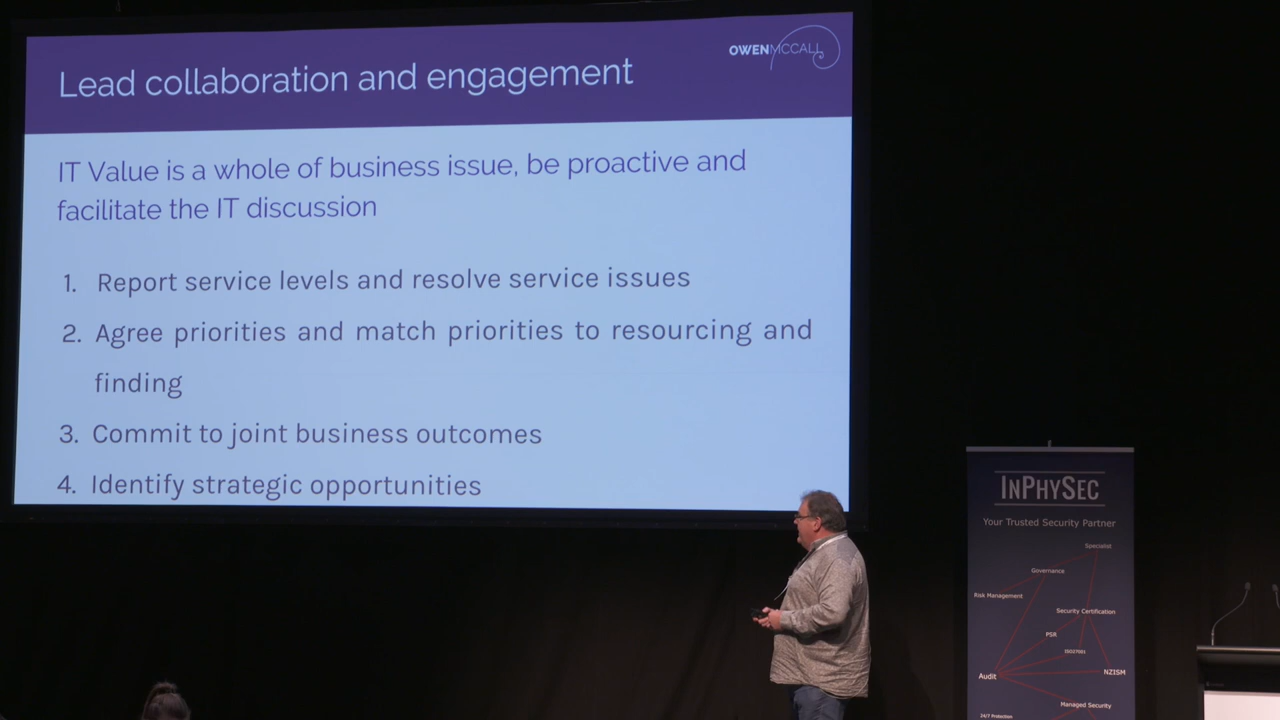 OWENMCCALL
Lead collaboration and engagement
IT Value is a whole of business issue, be proactive and
facilitate the IT discussion
1. Report service levels and resolve service issues
2. Agree priorities and match priorities to resourcing and
finding
3. Commit to joint business outcomes
4. Identify strategic opportunities
INPHYSEC
Your Trusted Security Partner
Specialist
Governance
Risk Management
Security Certification
PSR
ISO27001
NZISM
Audit
Managed Security
24/7 Protection